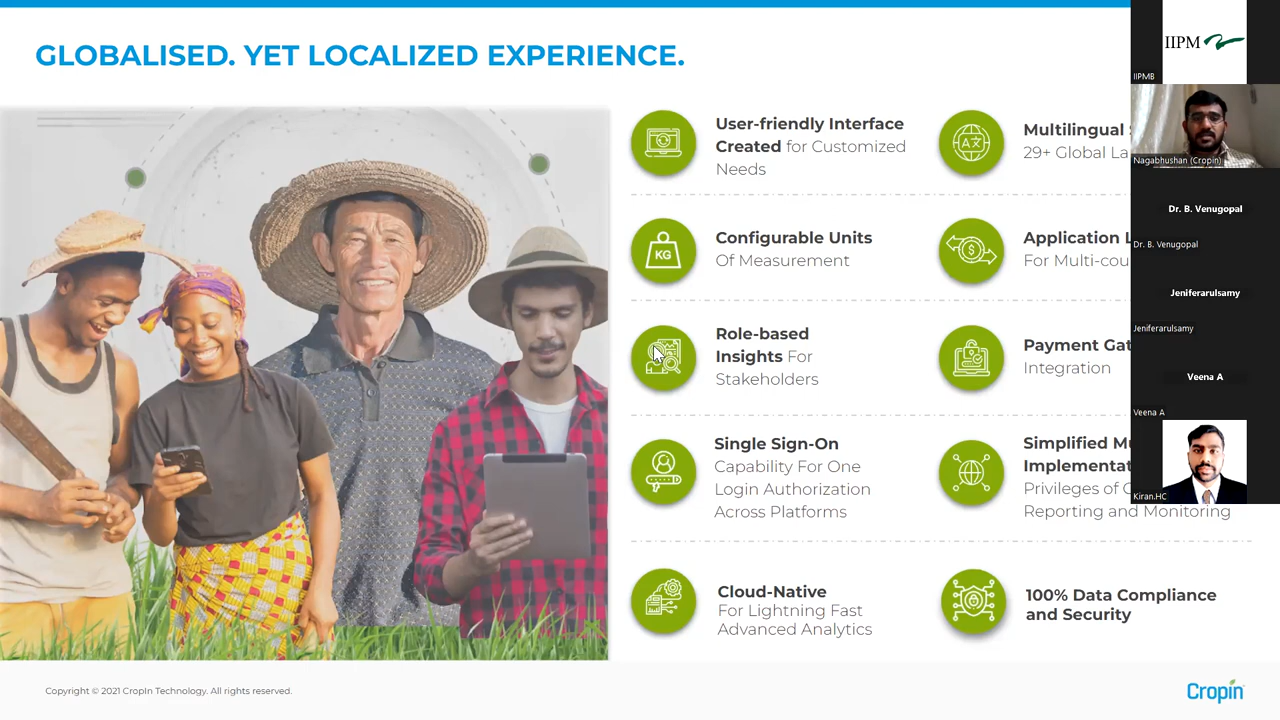 GLOBALISED. YET LOCALIZED EXPERIENCE.
User-friendly Interface
Created for Customized
Needs
Multilingual
29+ Global La
Configurable Units
Of Measurement
KG
Application L
For Multi-cou
Role-based
Insights For
Stakeholders
Payment Gat
Integration
Single Sign-On
Capability For One
Login Authorization
Across Platforms
Simplified Mu
Implementat
Privileges of
Reporting and Monitoring
Cloud-Native
For Lightning Fast
Advanced Analytics
100% Data Compliance
and Security
Copyright © 2021 CropIn Technology. All rights reserved.
Cropin
IIPM
IIPMB
Nagabhushan (Cropin)
Dr. B. Venugopal
Dr. B. Venugopal
Jeniferarulsamy
Jeniferarulsamy
Veena A
Veena A
Kiran.HC